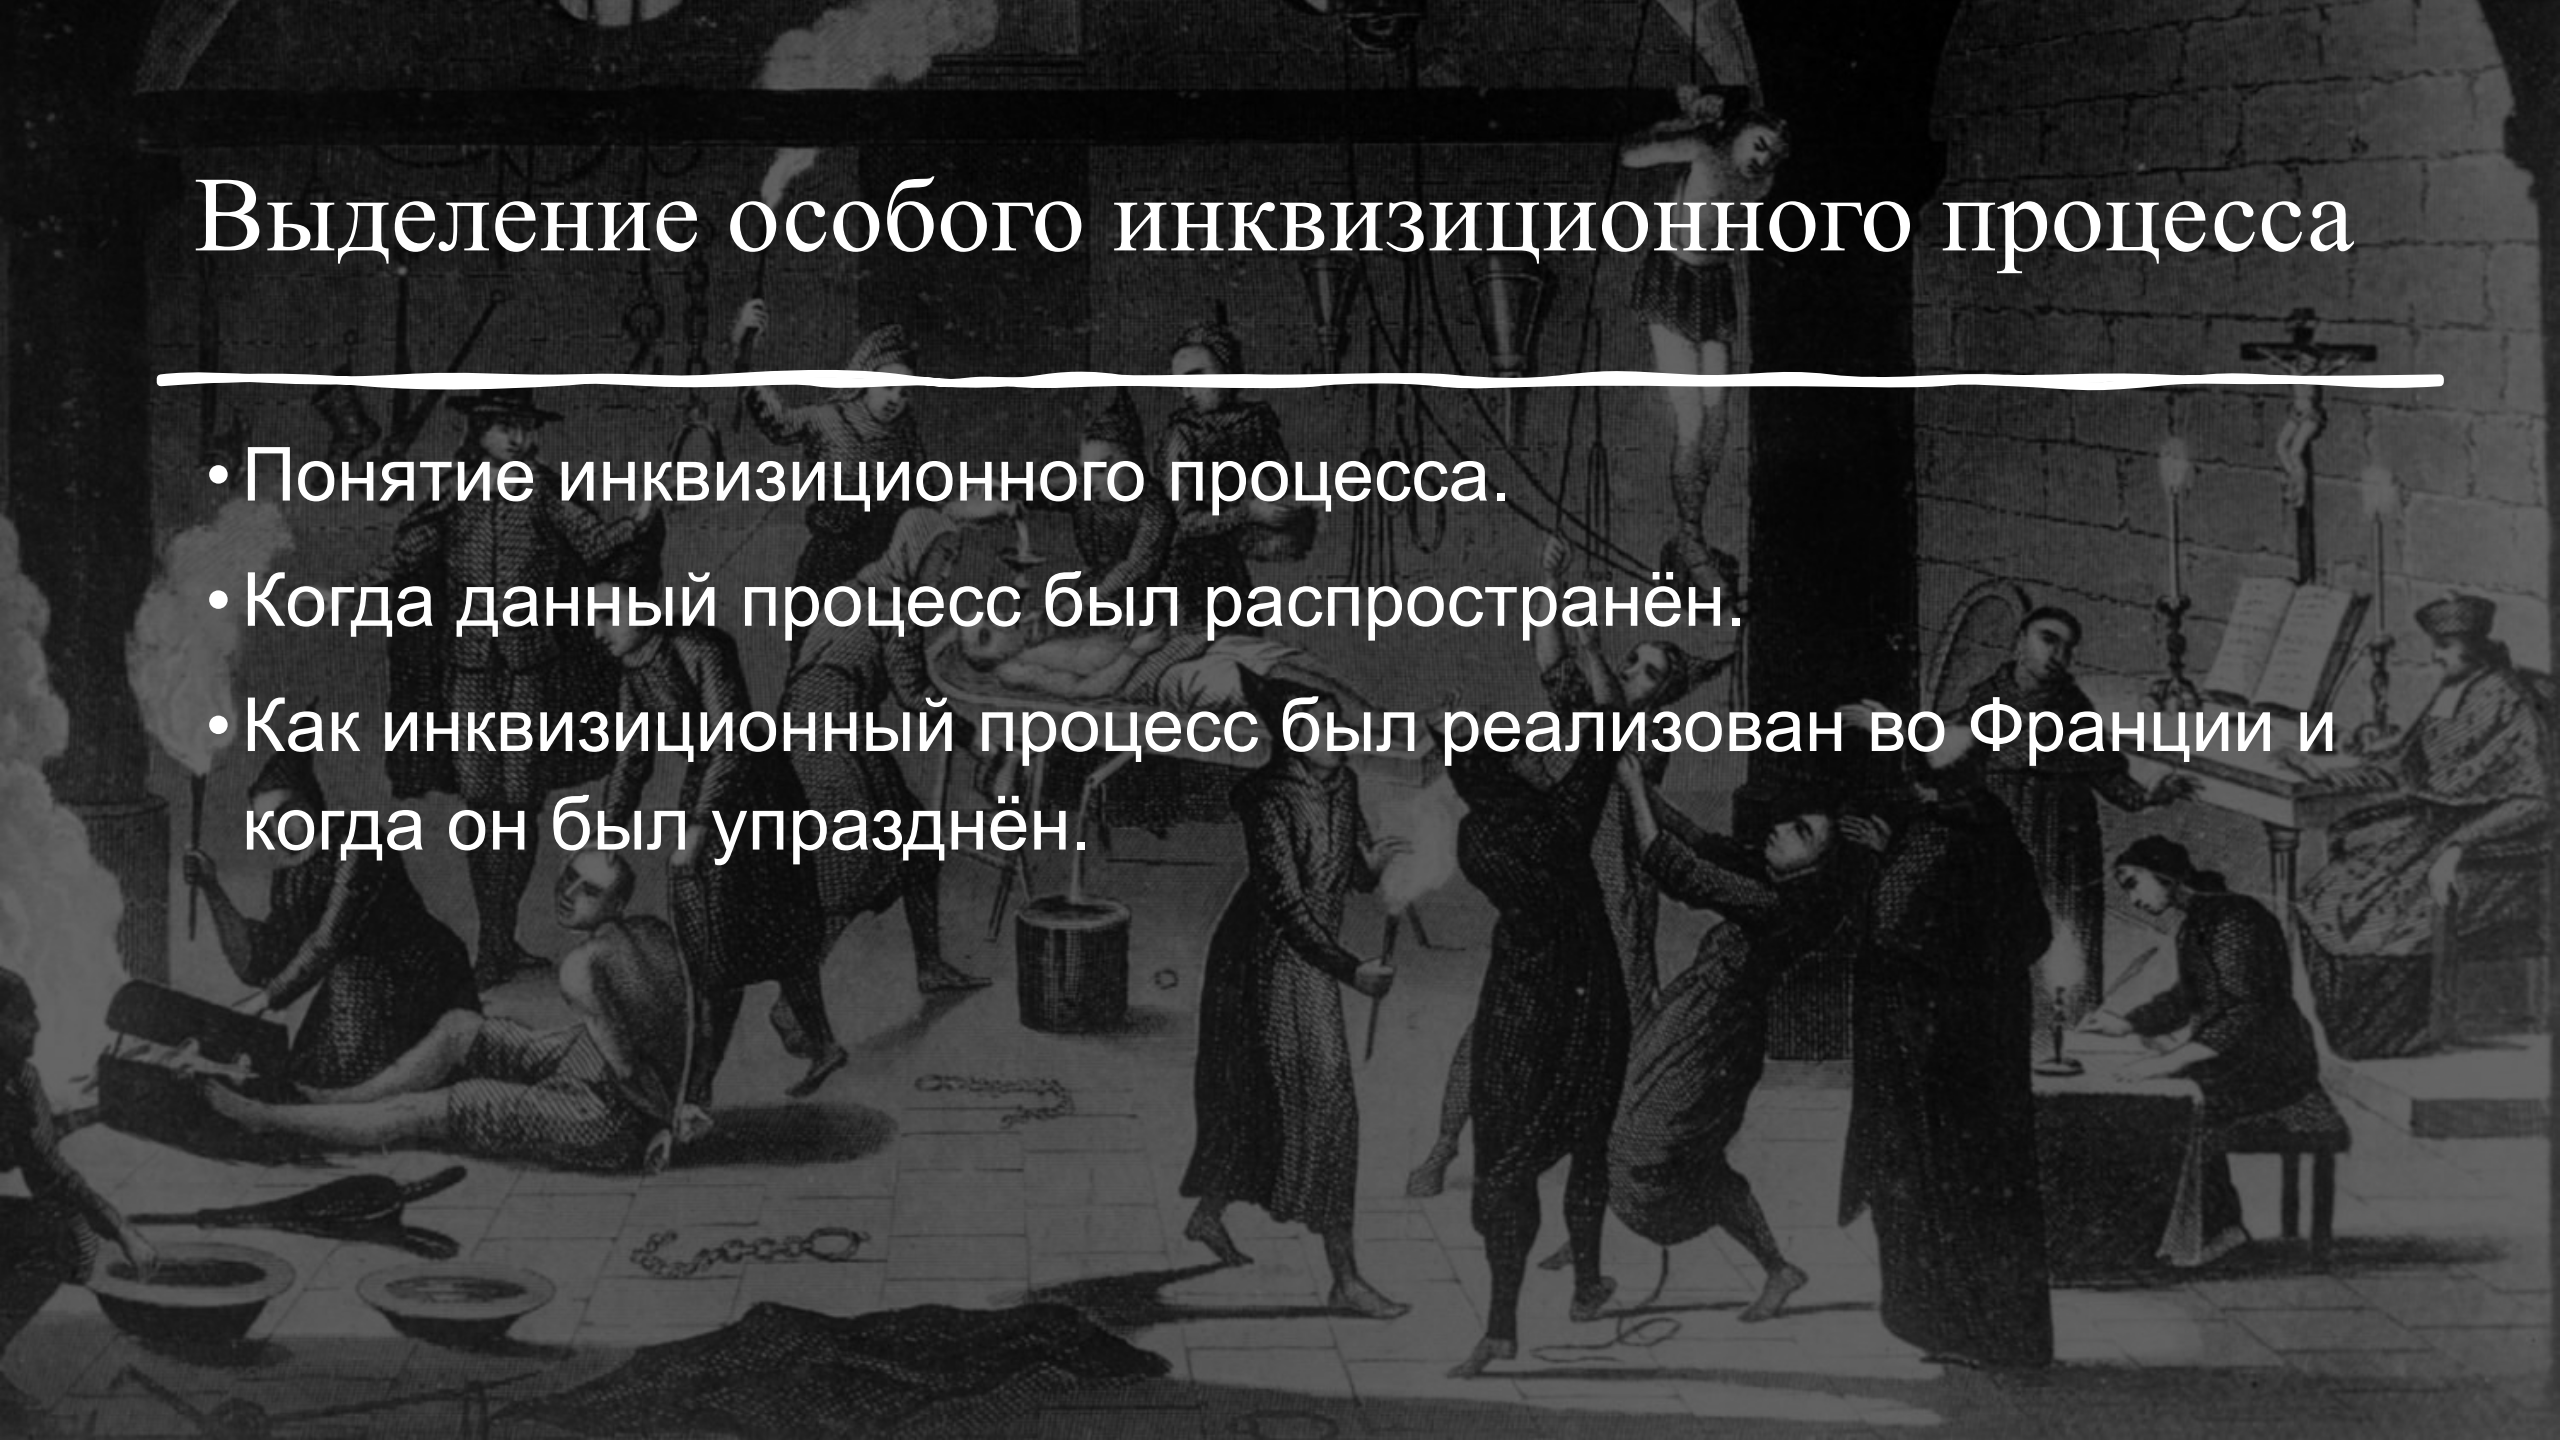 Выделение особого инквизиционного процесса
• Понятие инквизиционного процесса.
• Когда данный процесс был распространён.
• Как инквизиционный процесс был реализован во Франции и
когда он был упразднён.